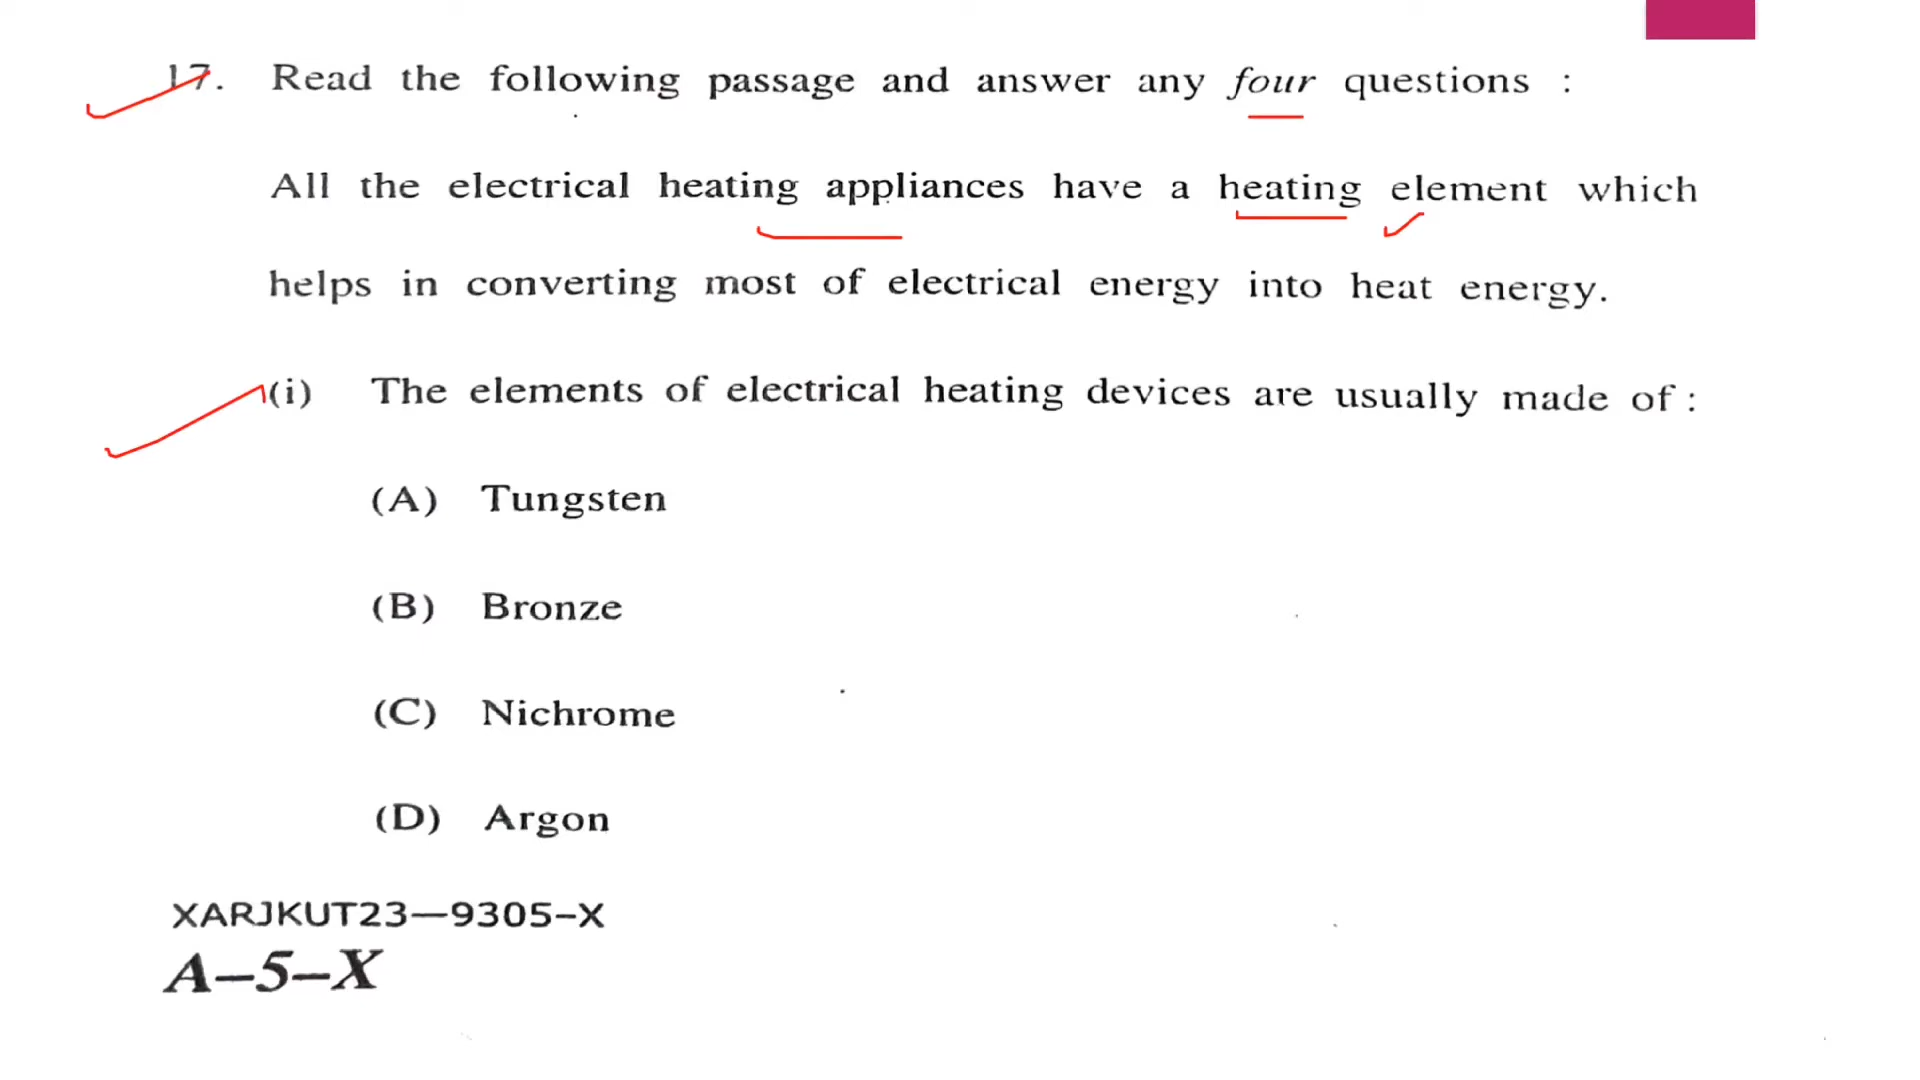 17. Read the following passage and answer any four questions :
All the electrical heating appliances have a heating element which
helps in converting most of electrical energy into heat energy.
(i) The elements of electrical heating devices are usually made of :
(A) Tungsten
(B) Bronze
(C) Nichrome
(D) Argon
XARJKUT23—9305–X
A–5–X